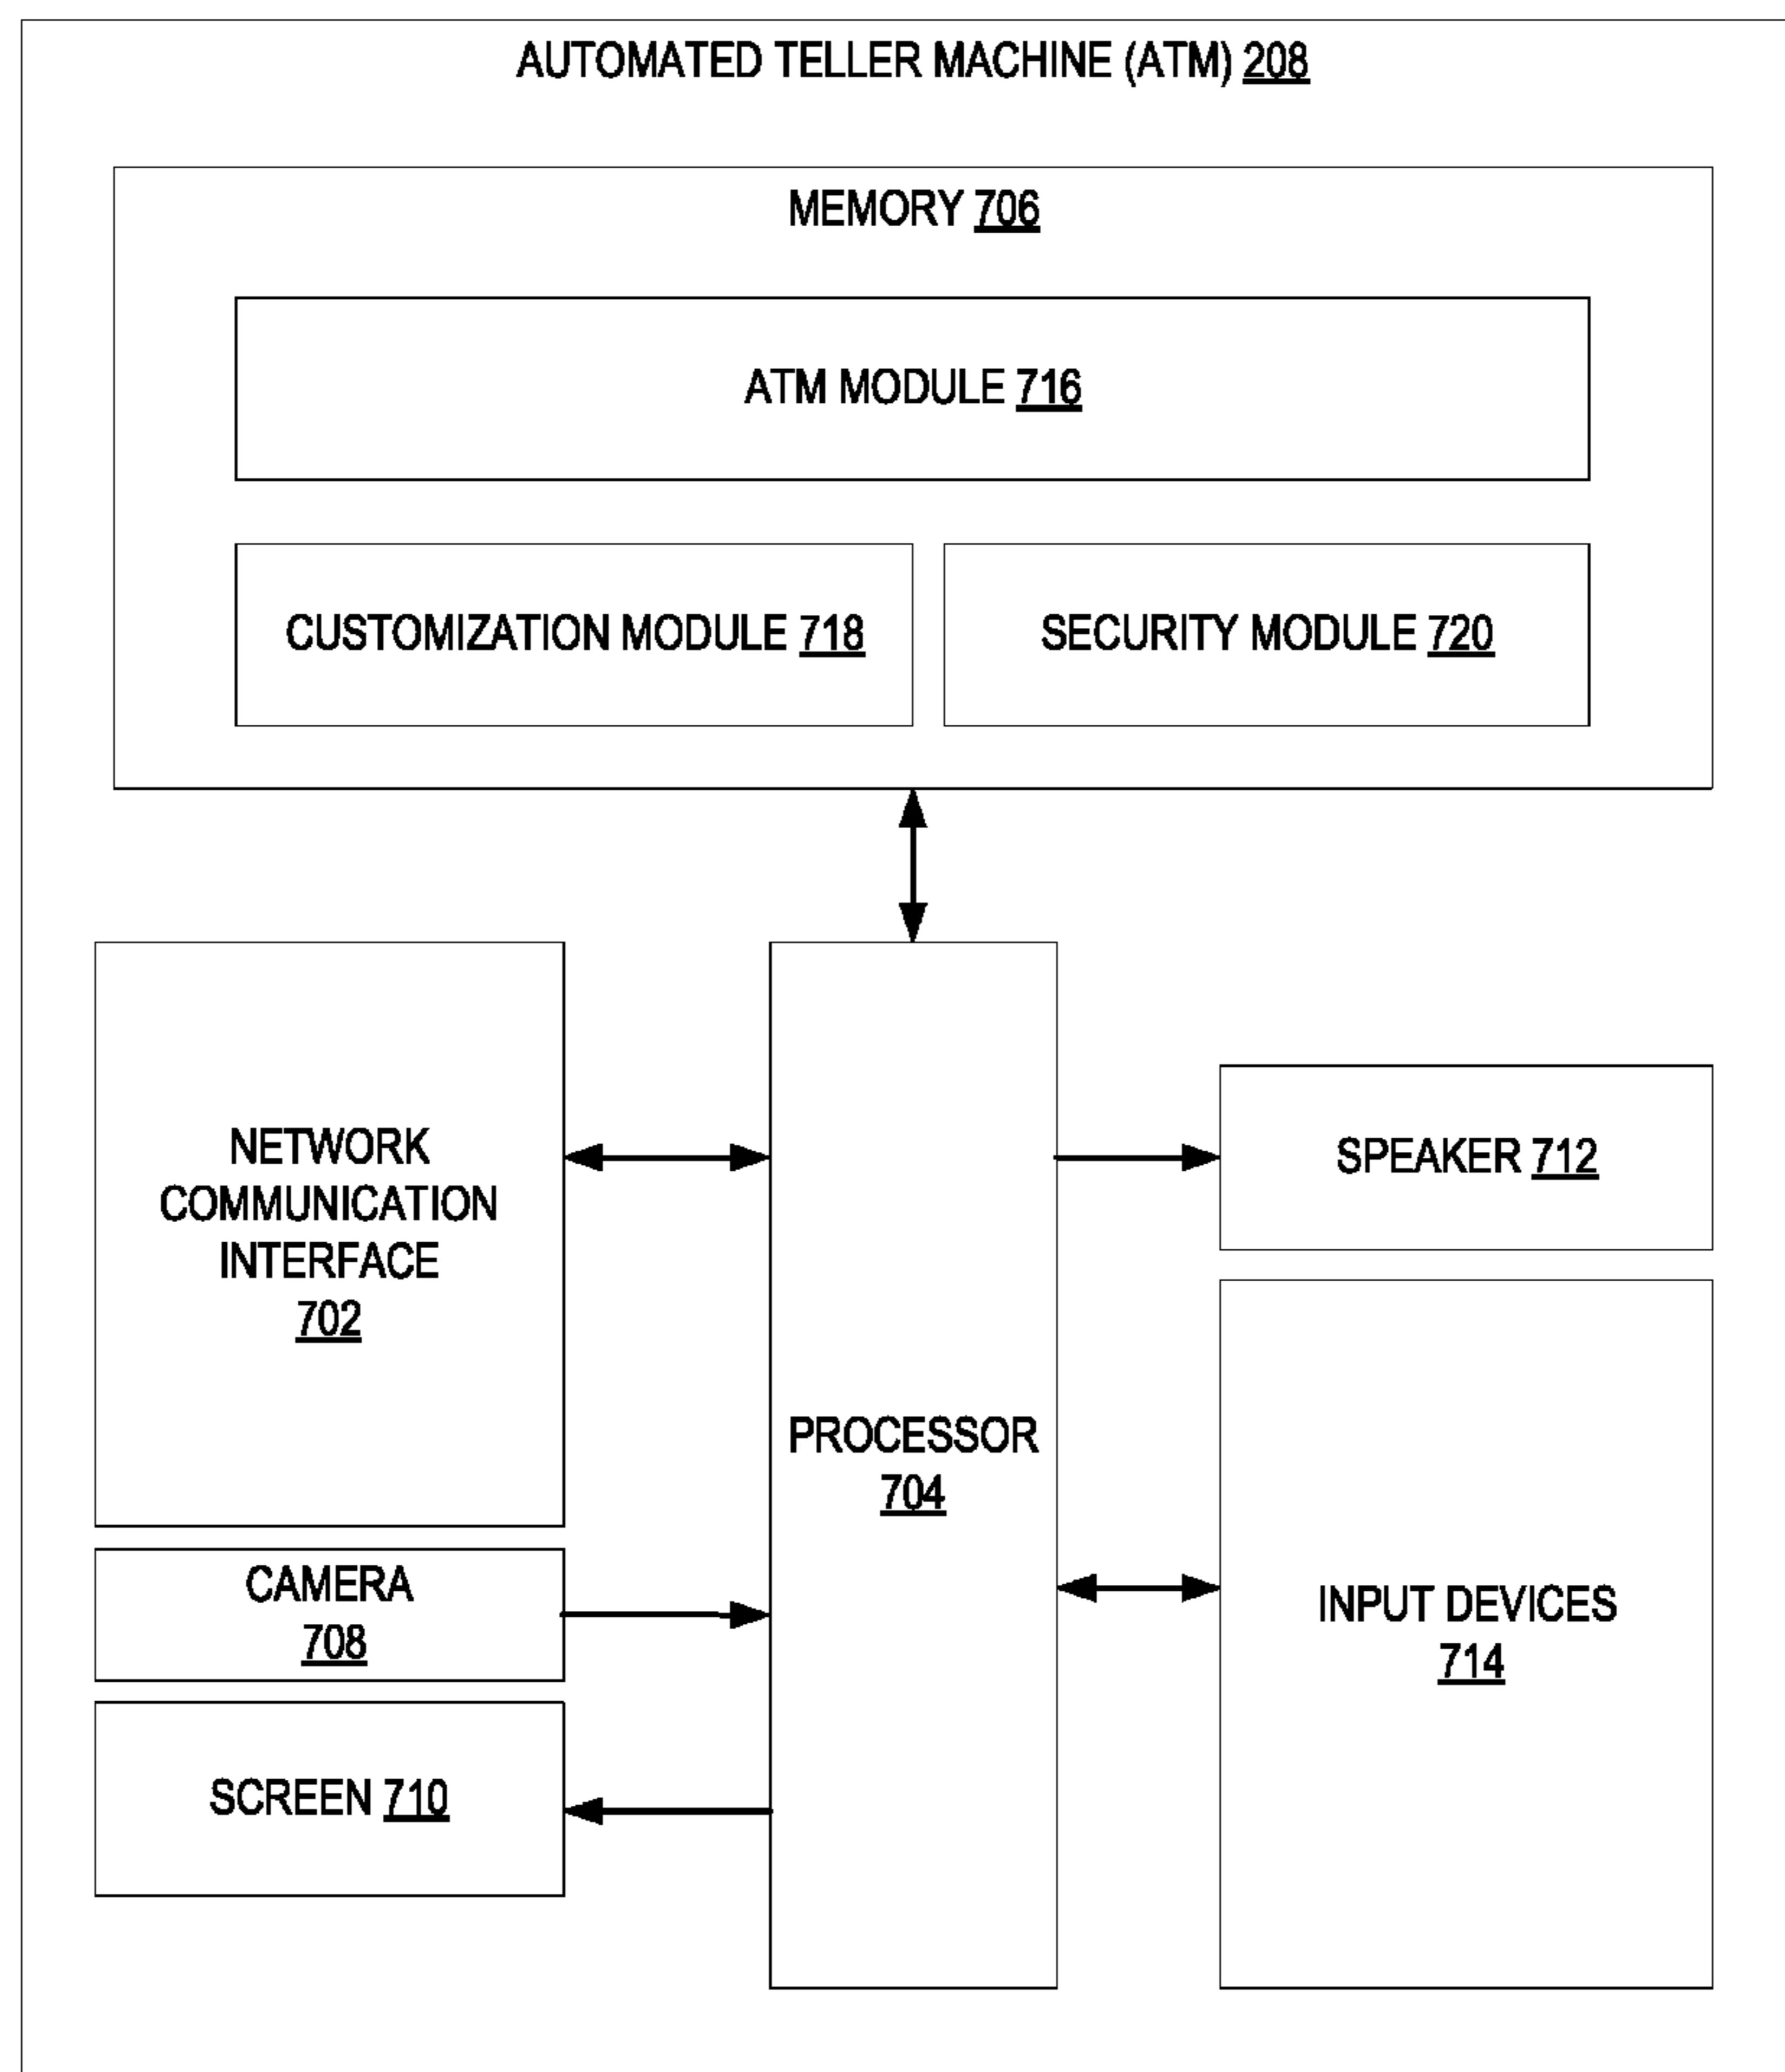 AUTOMATED TELLER MACHINE (ATM) 208
MEMORY 706
ATM MODULE 716
CUSTOMIZATION MODULE 718
SECURITY MODULE 720
NETWORK
COMMUNICATION
INTERFACE
702
PROCESSOR
704
SPEAKER 712
CAMERA
708
INPUT DEVICES
714
SCREEN 710